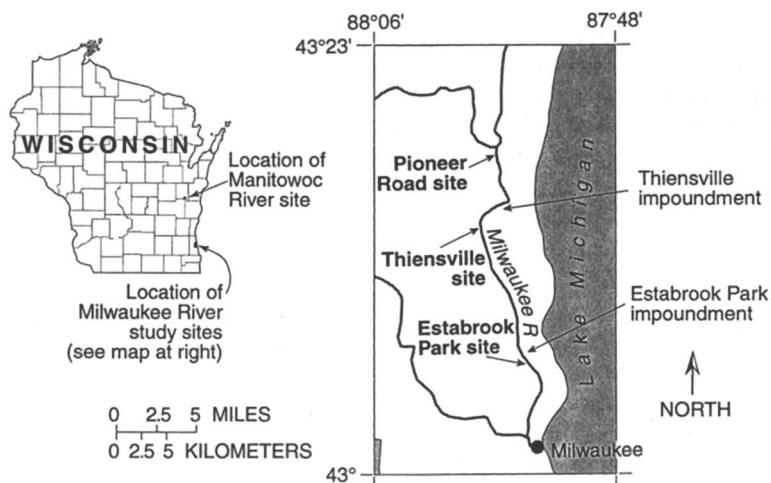 WISCONSIN
Location of
Manitowoc
River site
Location of
Milwaukee River
study sites
(see map at right)
0 2.5 5 MILES
0 2.5 5 KILOMETERS
88°06' 87°48'
43°23'
Pioneer
Road site
Thiensville
impoundment
Thiensville
site
Milwaukee R
Lake Michigan
Estabrook Park
impoundment
Estabrook
Park site
NORTH
Milwaukee
43°